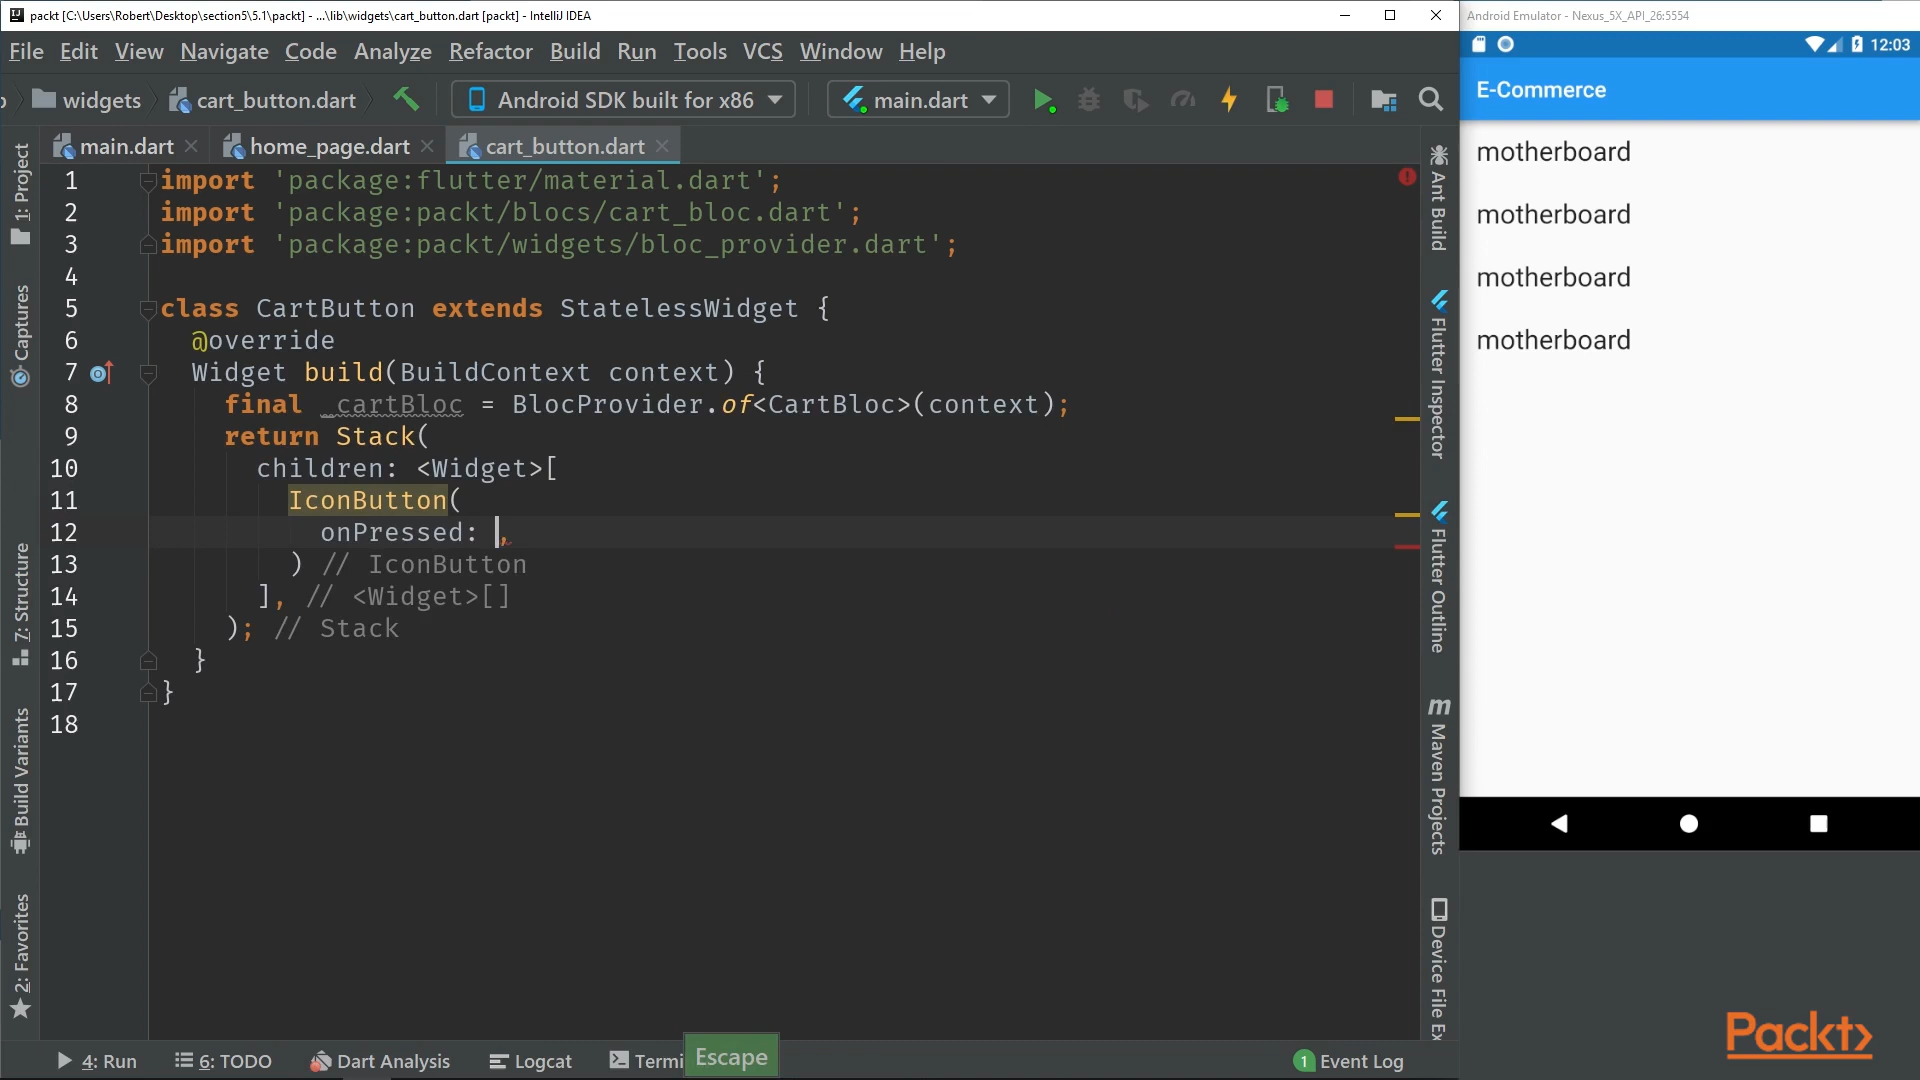 packt [C:\Users\Robert\Desktop\section5\5.1\packt] - ...\lib\widgets\cart_button.dart [packt] - IntelliJ IDEA
File Edit View Navigate Code Analyze Refactor Build Run Tools VCS Window Help
widgets cart_button.dart Android SDK built for x86 main.dart
main.dart home_page.dart cart_button.dart
1 import 'package:flutter/material.dart';
2 import 'package:packt/blocs/cart_bloc.dart';
3 import 'package:packt/widgets/bloc_provider.dart';
4
5 class CartButton extends StatelessWidget {
6 @override
7 Widget build(BuildContext context) {
8 final _cartBloc = BlocProvider.of<CartBloc>(context);
9 return Stack(
10 children: <Widget>[
11 IconButton(
12 onPressed: ,
13 ) // IconButton
14 ], // <Widget>[]
15 ); // Stack
16 }
17 }
18
1: Project
Captures
7: Structure
Build Variants
2: Favorites
Ant Build
Flutter Inspector
Flutter Outline
m Maven Projects
Device File Ex
4: Run 6: TODO Dart Analysis Logcat Termi Escape 1 Event Log
Android Emulator - Nexus_5X_API_26:5554
12:03
E-Commerce
motherboard
motherboard
motherboard
motherboard
Packt>